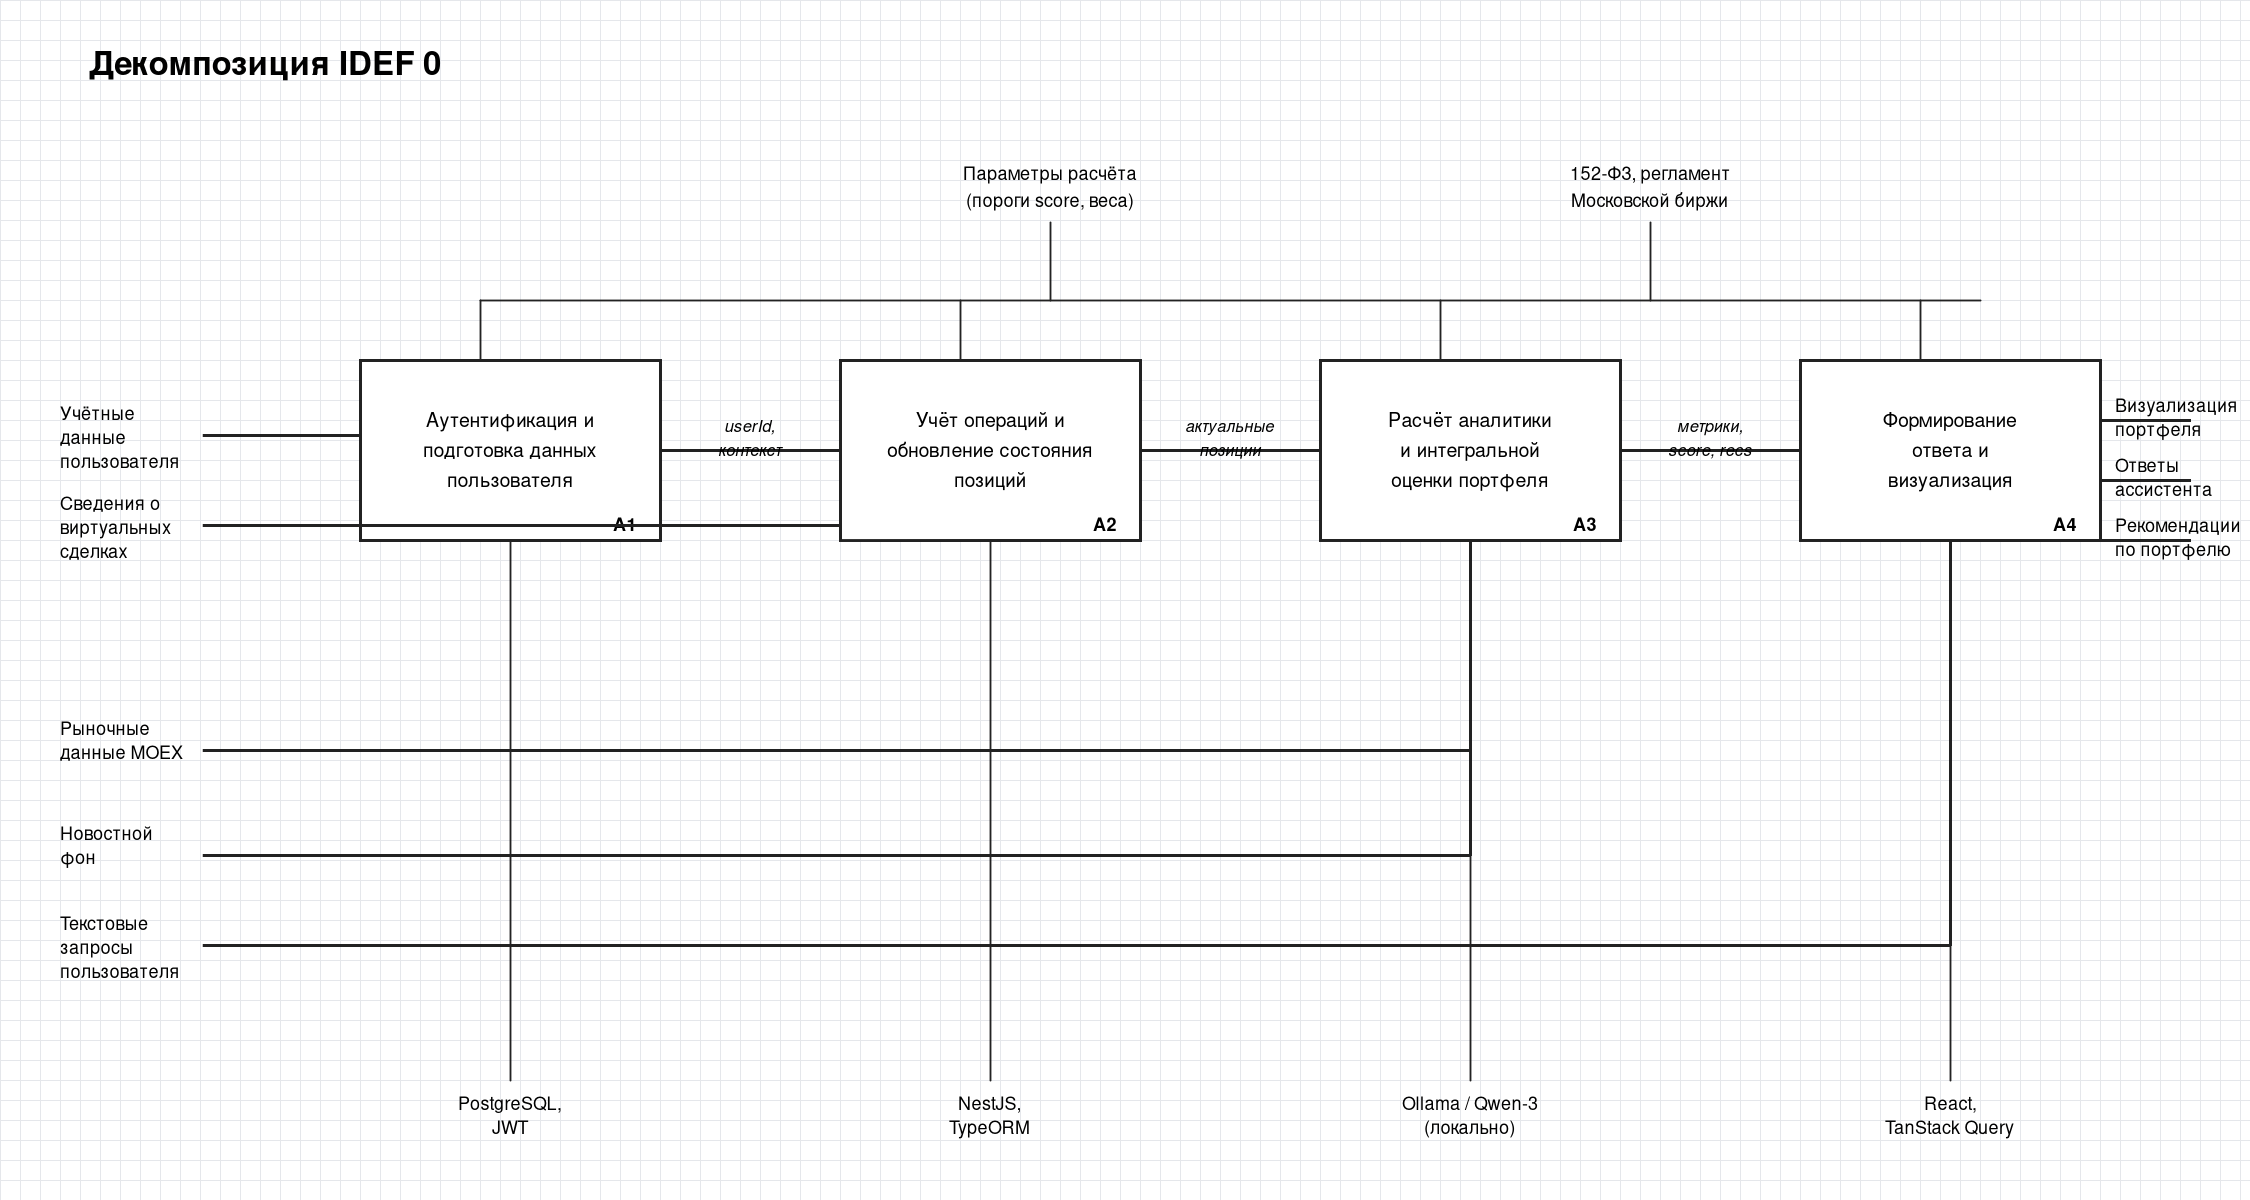 Декомпозиция IDEF 0
Параметры расчёта
(пороги score, веса)
152-ФЗ, регламент
Московской биржи
Учётные
данные
пользователя
Сведения о
виртуальных
сделках
Аутентификация и
подготовка данных
пользователя
A1
userId,
контекст
Учёт операций и
обновление состояния
позиций
A2
актуальные
позиции
Расчёт аналитики
и интегральной
оценки портфеля
A3
метрики,
score, recs
Формирование
ответа и
визуализация
A4
Визуализация
портфеля
Ответы
ассистента
Рекомендации
по портфелю
Рыночные
данные MOEX
Новостной
фон
Текстовые
запросы
пользователя
PostgreSQL,
JWT
NestJS,
TypeORM
Ollama / Qwen-3
(локально)
React,
TanStack Query